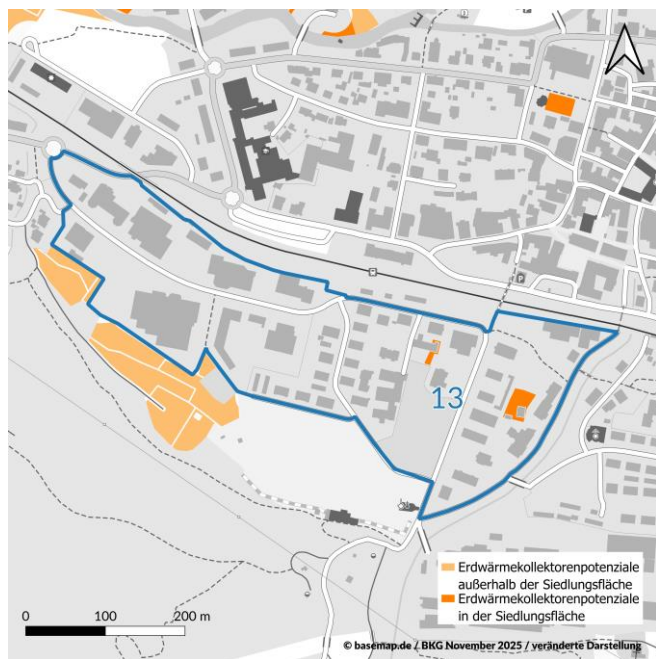 P
13
Erdwärmekollektorenpotenziale
außerhalb der Siedlungsfläche
Erdwärmekollektorenpotenziale
in der Siedlungsfläche
0 100 200 m
© basemap.de / BKG November 2025 / veränderte Darstellung